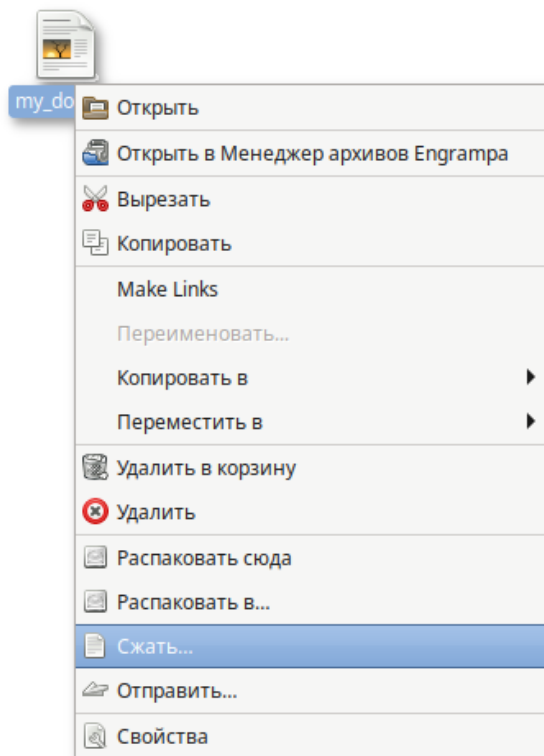 my_do
Открыть
Открыть в Менеджер архивов Engrampa
Вырезать
Копировать
Make Links
Переименовать...
Копировать в
Переместить в
Удалить в корзину
Удалить
Распаковать сюда
Распаковать в...
Сжать...
Отправить...
Свойства